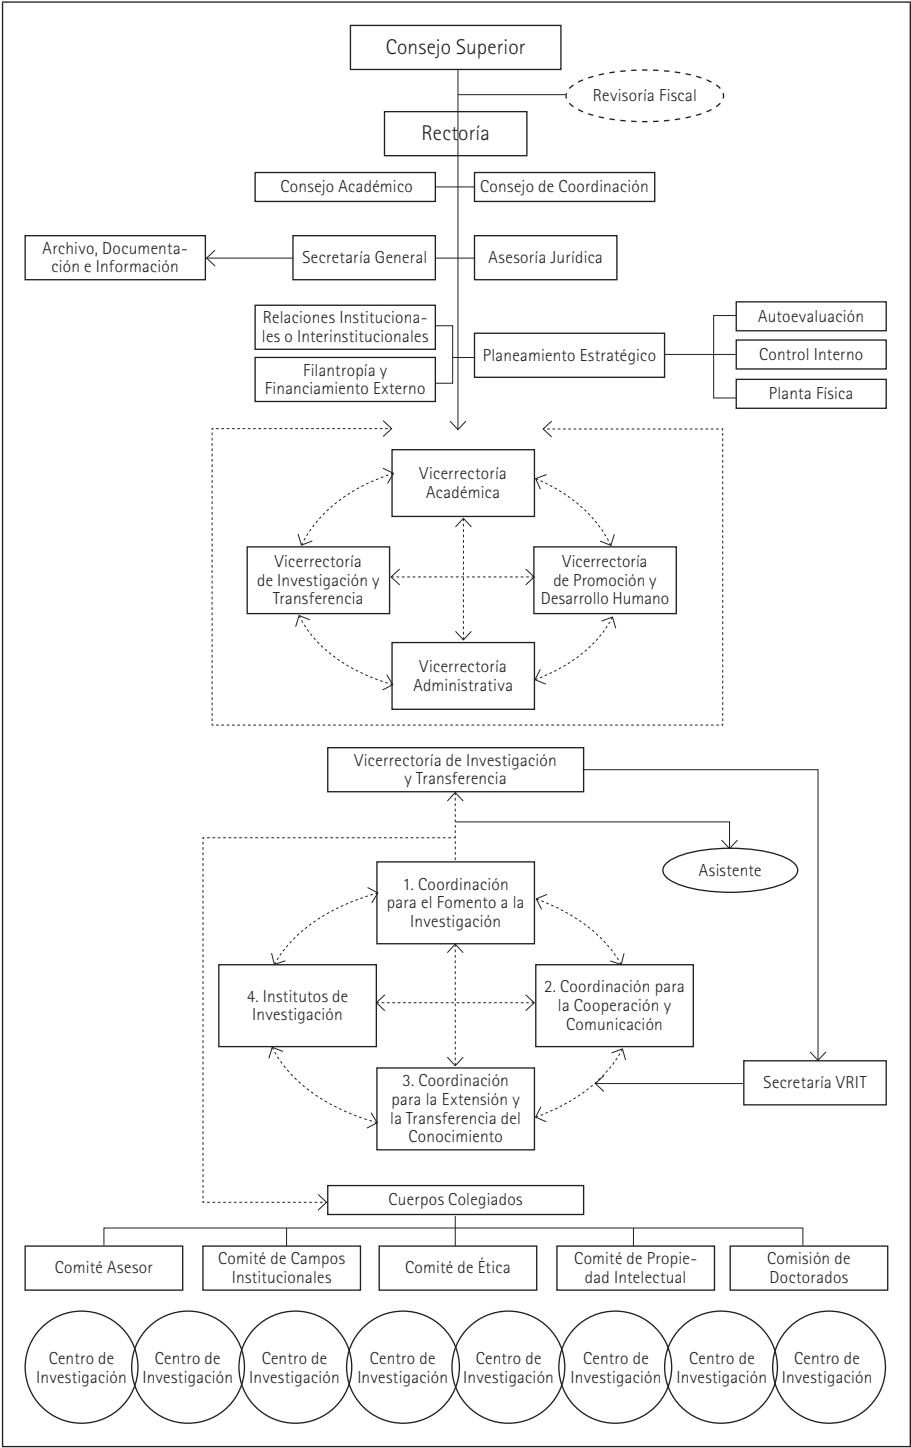 Consejo Superior
Revisoría Fiscal
Rectoría
Consejo Académico
Consejo de Coordinación
Archivo, Documenta-
ción e Información
Secretaría General
Asesoría Jurídica
Relaciones Instituciona-
les o Interinstitucionales
Filantropía y
Financiamiento Externo
Planeamiento Estratégico
Autoevaluación
Control Interno
Planta Física
Vicerrectoría
Académica
Vicerrectoría
de Investigación y
Transferencia
Vicerrectoría
de Promoción y
Desarrollo Humano
Vicerrectoría
Administrativa
Vicerrectoría de Investigación
y Transferencia
Asistente
1. Coordinación
para el Fomento a la
Investigación
4. Institutos de
Investigación
2. Coordinación para
la Cooperación y
Comunicación
3. Coordinación
para la Extensión y
la Transferencia del
Conocimiento
Secretaría VRIT
Cuerpos Colegiados
Comité Asesor
Comité de Campos
Institucionales
Comité de Ética
Comité de Propie-
dad Intelectual
Comisión de
Doctorados
Centro de
Investigación
Centro de
Investigación
Centro de
Investigación
Centro de
Investigación
Centro de
Investigación
Centro de
Investigación
Centro de
Investigación
Centro de
Investigación